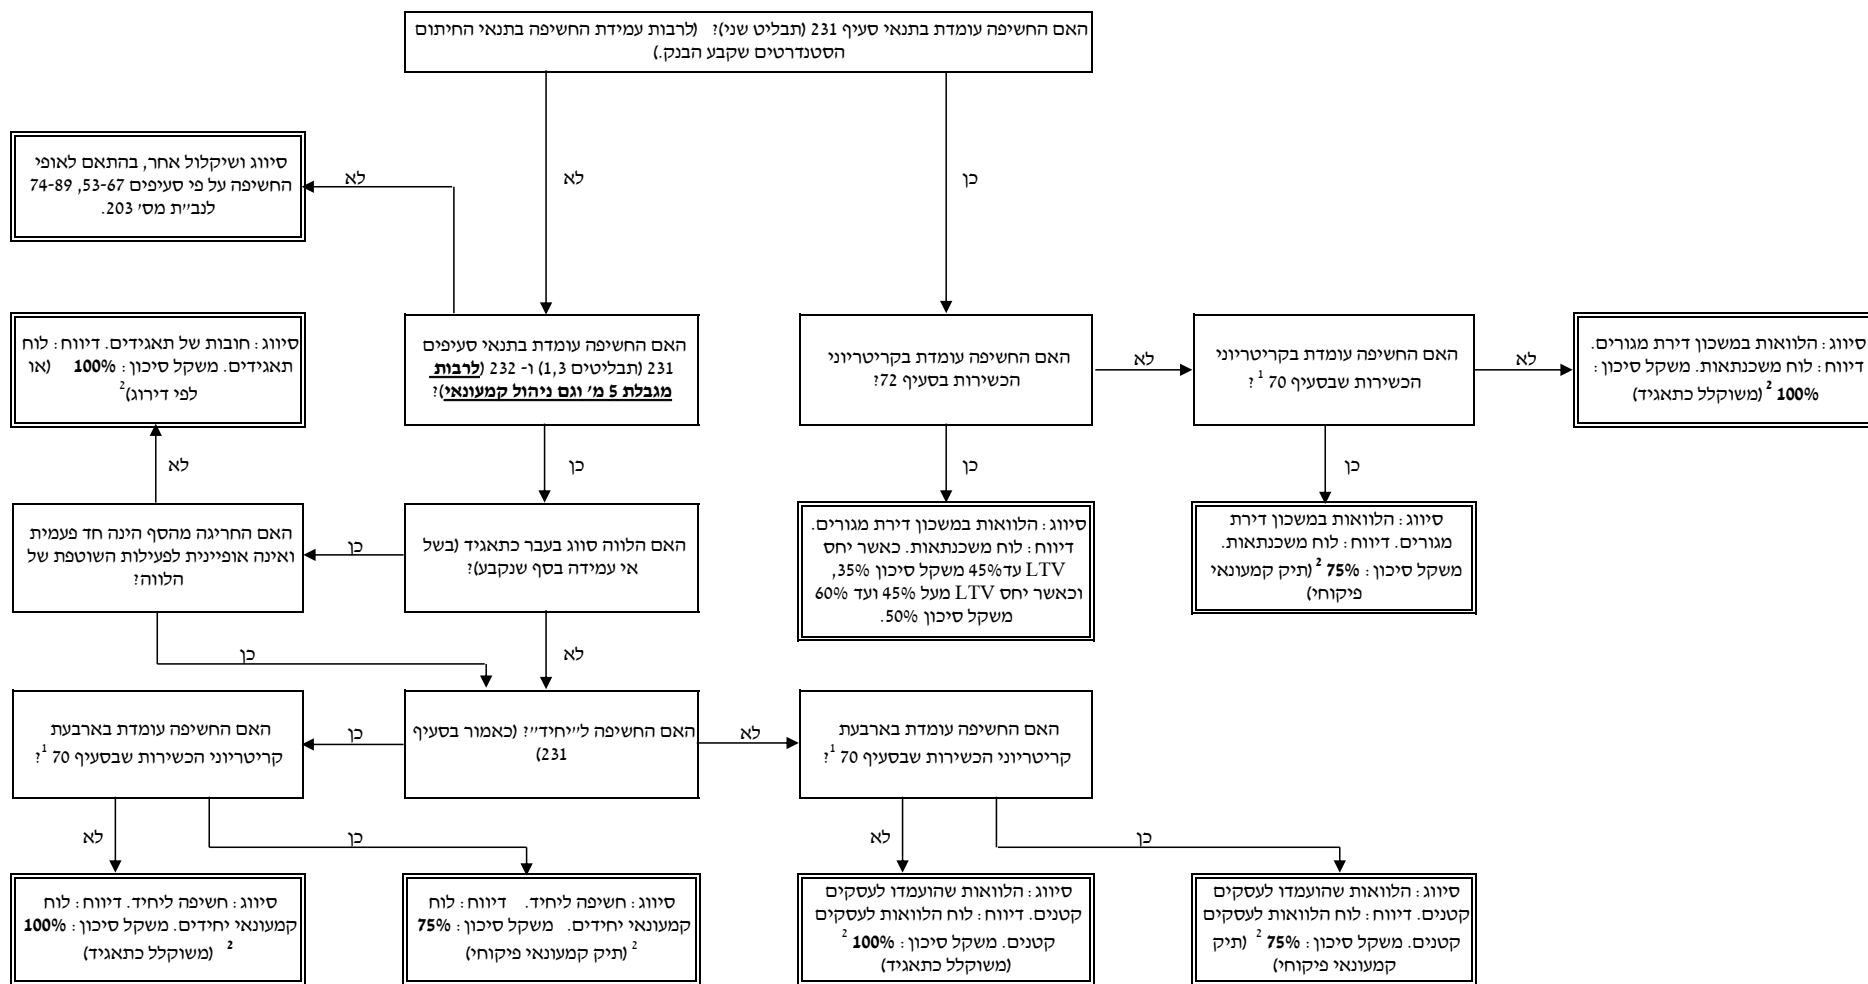 האם החשיפה עומדת בתנאי סעיף 231 (תבליט שני)? (לרבות עמידת החשיפה בתנאי החיתום
הסטנדרטים שקבע הבנק.)
כן
לא
לא
סיווג ושיקלול אחר, בהתאם לאופי
החשיפה על פי סעיפים 53-67, 74-89
לנב״ת מס׳ 203.
סיווג: הלוואות במשכון דירת מגורים.
דיווח: לוח משכנתאות. משקל סיכון:
100% ² (משוקלל כתאגיד)
לא
האם החשיפה עומדת בקריטריוני
הכשירות שבסעיף 70 ¹?
לא
האם החשיפה עומדת בקריטריוני
הכשירות בסעיף 72?
האם החשיפה עומדת בתנאי סעיפים
231 (תבליטים 1,3) ו- 232 (לרבות
מגבלת 5 מ׳ וגם ניהול קמעונאי)?
סיווג: חובות של תאגידים. דיווח: לוח
תאגידים. משקל סיכון: 100% (או
לפי דירוג)²
כן
כן
כן
לא
סיווג: הלוואות במשכון דירת
מגורים. דיווח: לוח משכנתאות.
משקל סיכון: 75% ² (תיק קמעונאי
פיקוחי)
סיווג: הלוואות במשכון דירת מגורים.
דיווח: לוח משכנתאות. כאשר יחס
LTV עד 45% משקל סיכון 35%,
וכאשר יחס LTV מעל 45% ועד 60%
משקל סיכון 50%.
האם הלווה סווג בעבר כתאגיד (בשל
אי עמידה בסף שנקבע)?
כן
האם החריגה מהסף הינה חד פעמית
ואינה אופיינית לפעילות השוטפת של
הלווה?
לא
כן
האם החשיפה עומדת בארבעת
קריטריוני הכשירות שבסעיף 70 ¹?
לא
האם החשיפה ל״יחיד״? (כאמור בסעיף
231)
כן
האם החשיפה עומדת בארבעת
קריטריוני הכשירות שבסעיף 70 ¹?
כן
לא
כן
לא
סיווג: הלוואות שהועמדו לעסקים
קטנים. דיווח: לוח הלוואות לעסקים
קטנים. משקל סיכון: 75% ² (תיק
קמעונאי פיקוחי)
סיווג: הלוואות שהועמדו לעסקים
קטנים. דיווח: לוח הלוואות לעסקים
קטנים. משקל סיכון: 100% ²
(משוקלל כתאגיד)
סיווג: חשיפה ליחיד. דיווח: לוח
קמעונאי יחידים. משקל סיכון: 75%
² (תיק קמעונאי פיקוחי)
סיווג: חשיפה ליחיד. דיווח: לוח
קמעונאי יחידים. משקל סיכון: 100%
² (משוקלל כתאגיד)